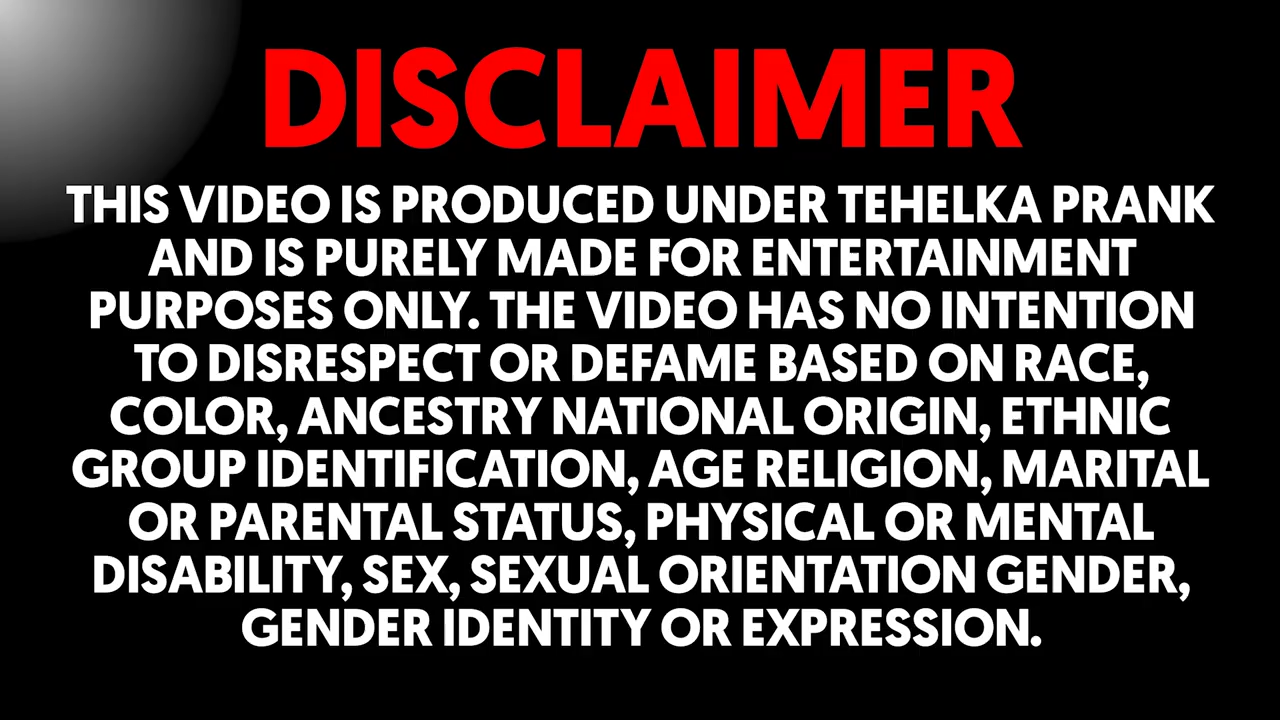 DISCLAIMER
THIS VIDEO IS PRODUCED UNDER TEHELKA PRANK
AND IS PURELY MADE FOR ENTERTAINMENT
PURPOSES ONLY. THE VIDEO HAS NO INTENTION
TO DISRESPECT OR DEFAME BASED ON RACE,
COLOR, ANCESTRY NATIONAL ORIGIN, ETHNIC
GROUP IDENTIFICATION, AGE RELIGION, MARITAL
OR PARENTAL STATUS, PHYSICAL OR MENTAL
DISABILITY, SEX, SEXUAL ORIENTATION GENDER,
GENDER IDENTITY OR EXPRESSION.